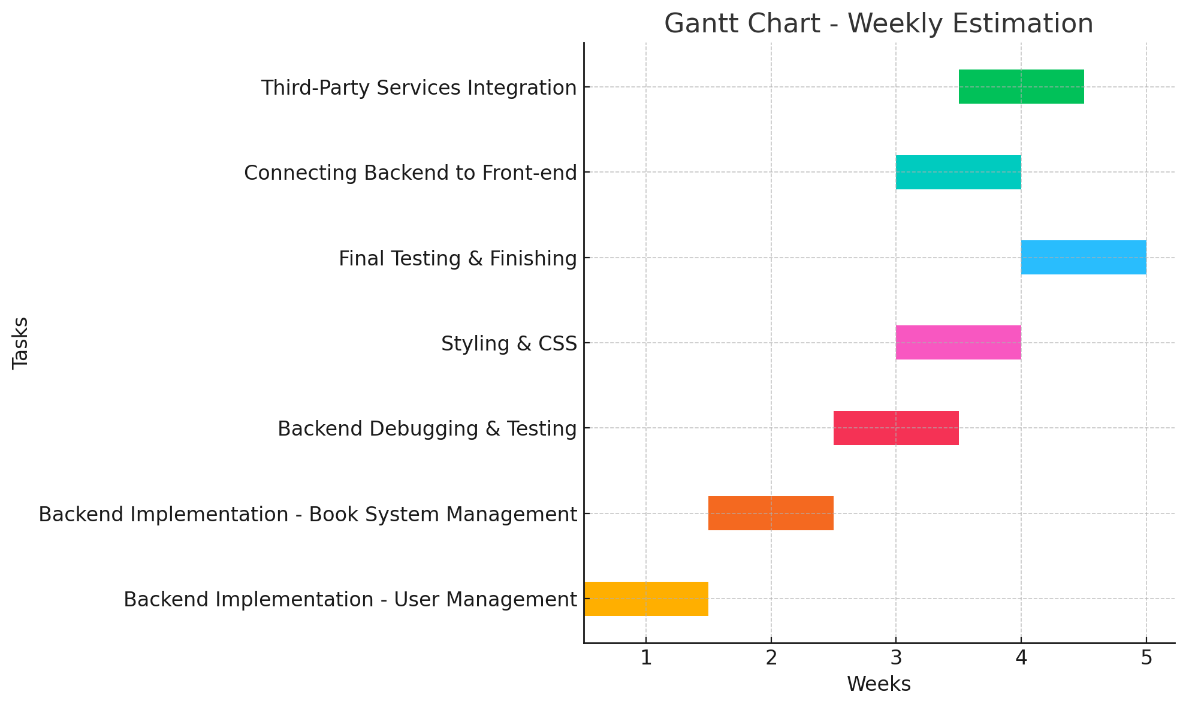 Gantt Chart - Weekly Estimation
Third-Party Services Integration
Connecting Backend to Front-end
Final Testing & Finishing
Styling & CSS
Backend Debugging & Testing
Backend Implementation - Book System Management
Backend Implementation - User Management
Tasks
1 2 3 4 5
Weeks